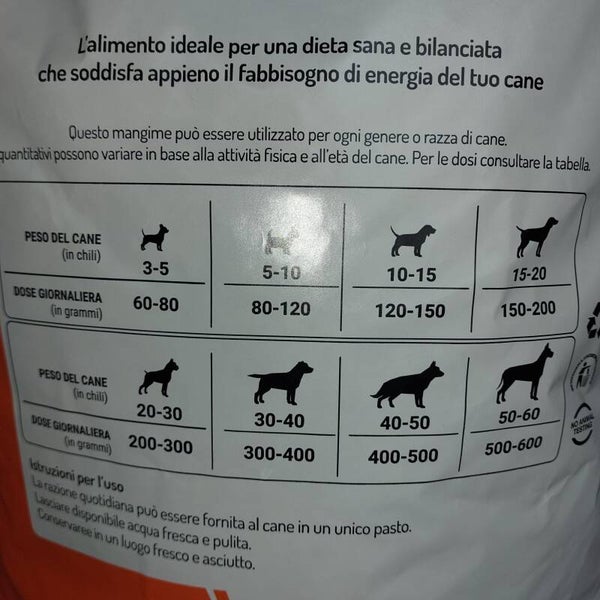 L'alimento ideale per una dieta sana e bilanciata
che soddisfa appieno il fabbisogno di energia del tuo cane
Questo mangime può essere utilizzato per ogni genere o razza di cane.
quantitativi possono variare in base alla attività fisica e all'età del cane. Per le dosi consultare la tabella.
PESO DEL CANE
(in chili)
3-5
5-10
10-15
15-20
DOSE GIORNALIERA
(in grammi)
60-80
80-120
120-150
150-200
PESO DEL CANE
(in chili)
20-30
30-40
40-50
50-60
DOSE GIORNALIERA
(in grammi)
200-300
300-400
400-500
500-600
NO ANIMAL
TESTING
Istruzioni per l'uso
La razione quotidiana può essere fornita al cane in un unico pasto.
Lasciare disponibile acqua fresca e pulita.
Conservaree in un luogo fresco e asciutto.